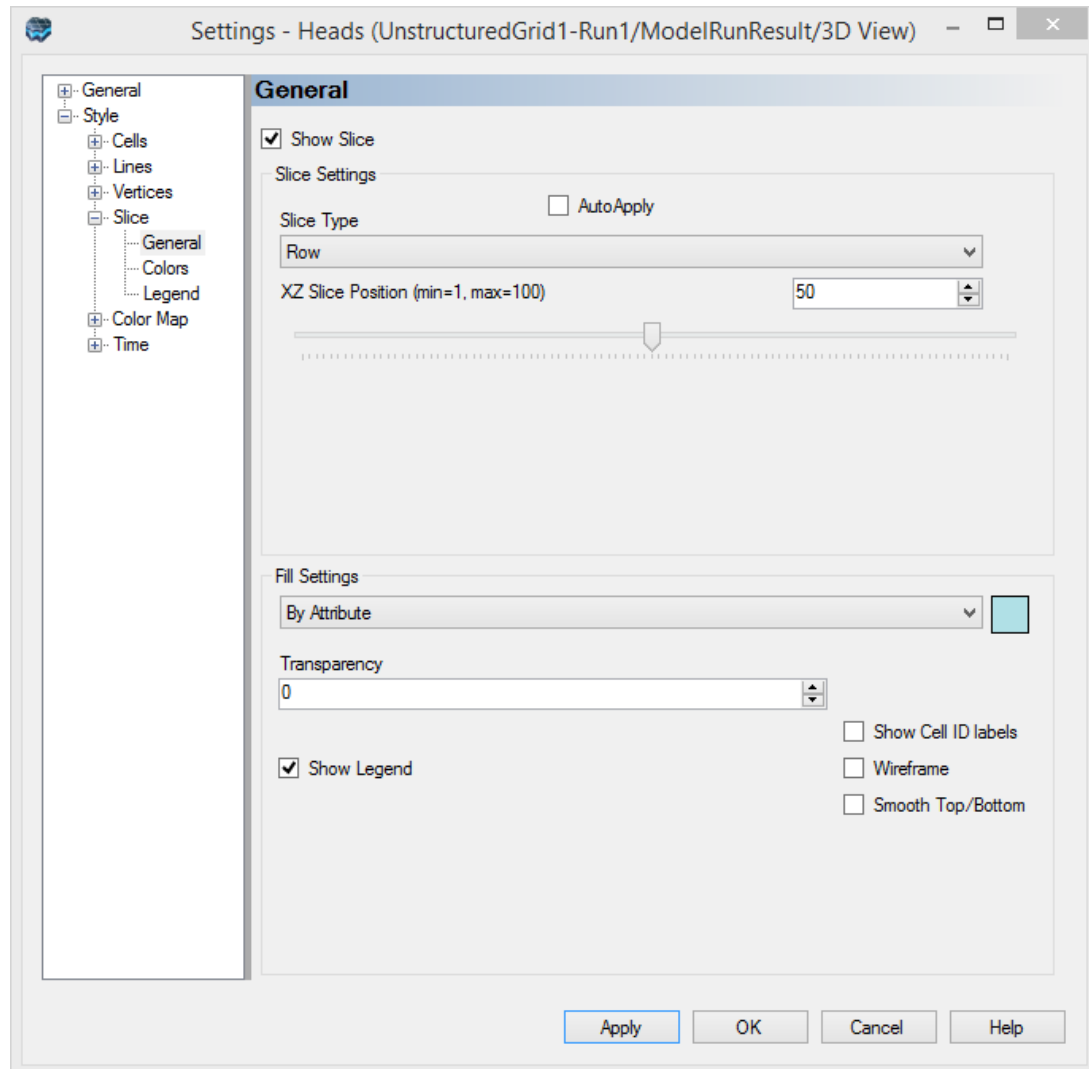 Settings - Heads (UnstructuredGrid1-Run1/ModelRunResult/3D View)
General
Style
Cells
Lines
Vertices
Slice
General
Colors
Legend
Color Map
Time
General
Show Slice
Slice Settings
AutoApply
Slice Type
Row
XZ Slice Position (min=1, max=100)
50
Fill Settings
By Attribute
Transparency
0
Show Cell ID labels
Show Legend
Wireframe
Smooth Top/Bottom
Apply
OK
Cancel
Help